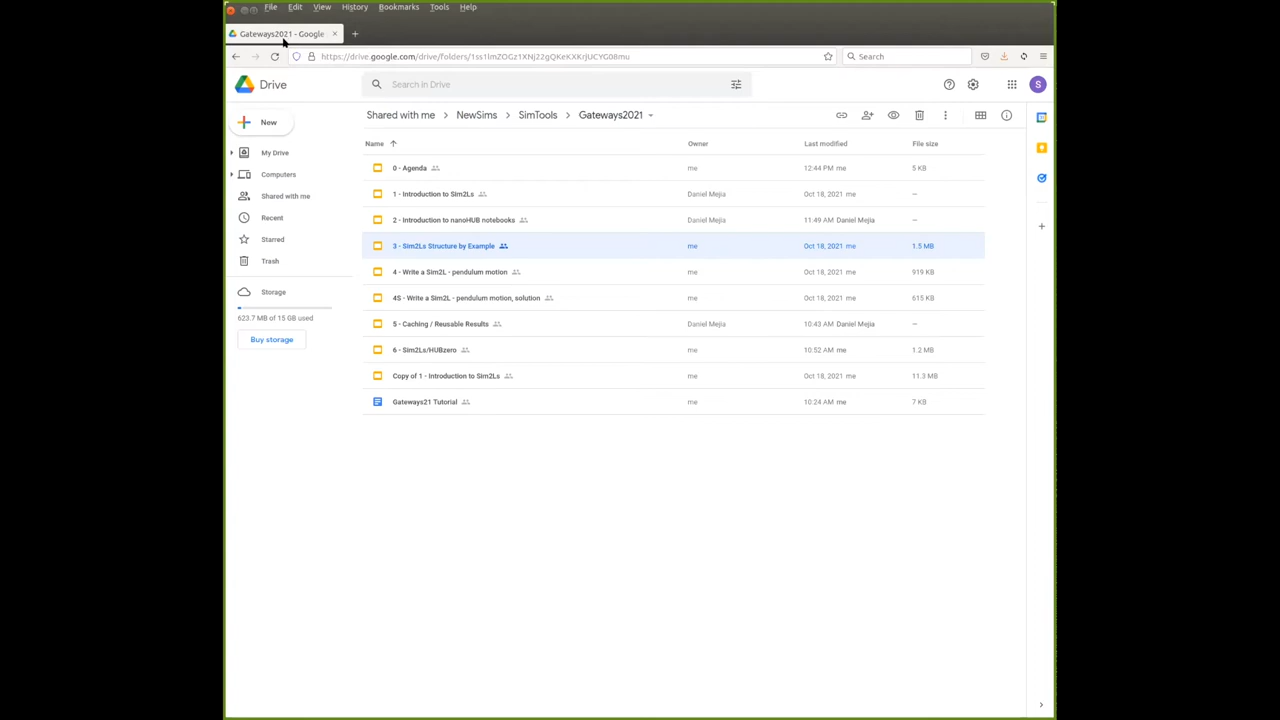 File Edit View History Bookmarks Tools Help
Gateways2021 - Google
https://drive.google.com/drive/folders/1ss1lmZOGz1XNj22gQKeKXKrJUCYG08mu
Search
Drive
Search in Drive
S
New
Shared with me > NewSims > SimTools > Gateways2021
My Drive
Computers
Shared with me
Recent
Starred
Trash
Storage
623.7 MB of 15 GB used
Buy storage
Name Owner Last modified File size
0 - Agenda me 12:44 PM me 5 KB
1 - Introduction to Sim2Ls Daniel Mejia Oct 18, 2021 me —
2 - Introduction to nanoHUB notebooks Daniel Mejia 11:49 AM Daniel Mejia —
3 - Sim2Ls Structure by Example me Oct 18, 2021 me 1.5 MB
4 - Write a Sim2L - pendulum motion me Oct 18, 2021 me 919 KB
4S - Write a Sim2L - pendulum motion, solution me Oct 18, 2021 me 615 KB
5 - Caching / Reusable Results Daniel Mejia 10:43 AM Daniel Mejia —
6 - Sim2Ls/HUBzero me 10:52 AM me 1.2 MB
Copy of 1 - Introduction to Sim2Ls me Oct 18, 2021 me 11.3 MB
Gateways21 Tutorial me 10:24 AM me 7 KB